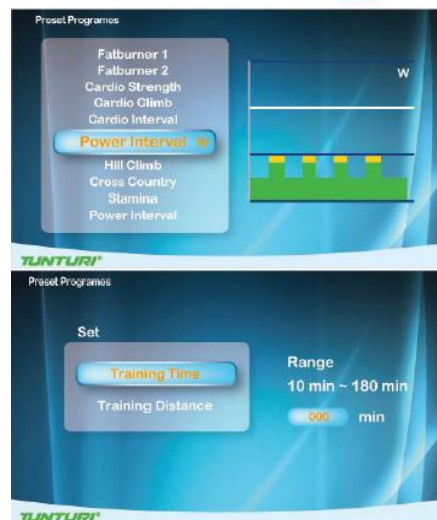 Preset Programes
Fatburner 1
Fatburner 2
Cardio Strength
Cardio Climb
Cardio Interval
Power Interval W
Hill Climb
Cross Country
Stamina
Power Interval
W
TUNTURI®
Preset Programes
Set
Training Time
Training Distance
Range
10 min ~ 180 min
000 min
TUNTURI®